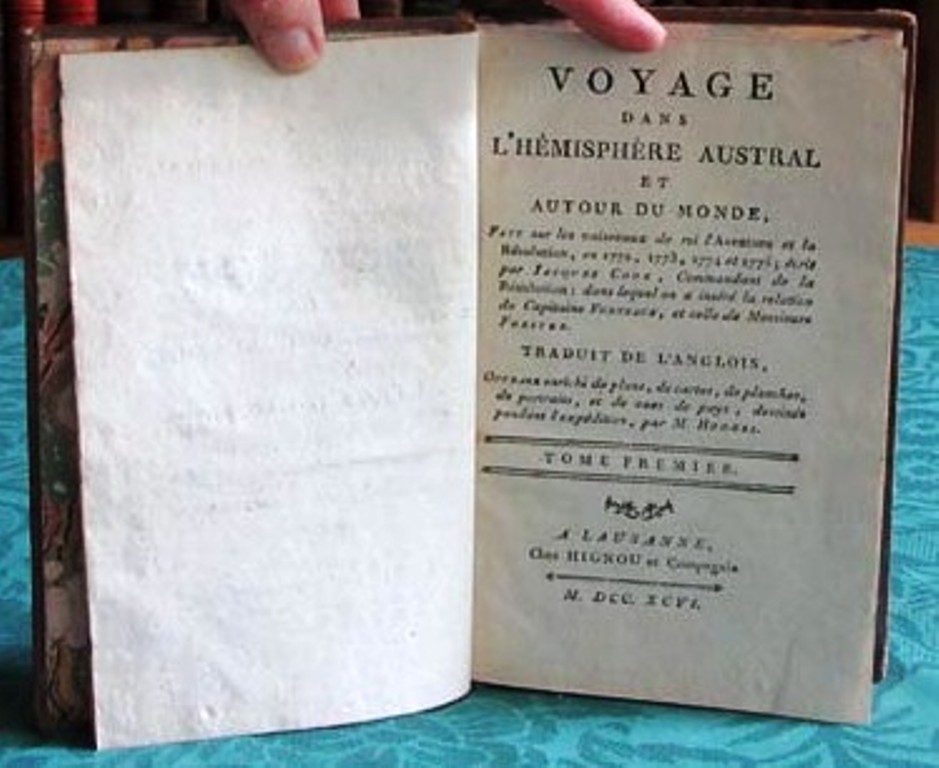 VOYAGE
DANS
L'HÉMISPHÈRE AUSTRAL
ET
AUTOUR DU MONDE,
FAIT sur les vaisseaux de roi l'Aventure et la
Résolution, en 1772, 1773, 1774 et 1775; écrit
par JACQUES COOK, Commandant de la
Résolution; dans lequel on a inséré la relation
du Capitaine FURNEAUX, et celle de Messieurs
FORSTER.
TRADUIT DE L'ANGLOIS,
OUVRAGE enrichi de plans, de cartes, de planches,
de portraits, et de vues de pays, dessinés
pendant l'expédition, par M. HODGES.
TOME PREMIER.
A LAUSANNE,
Chez HIGNOU et Compagnie
M. DCC. XCVI.